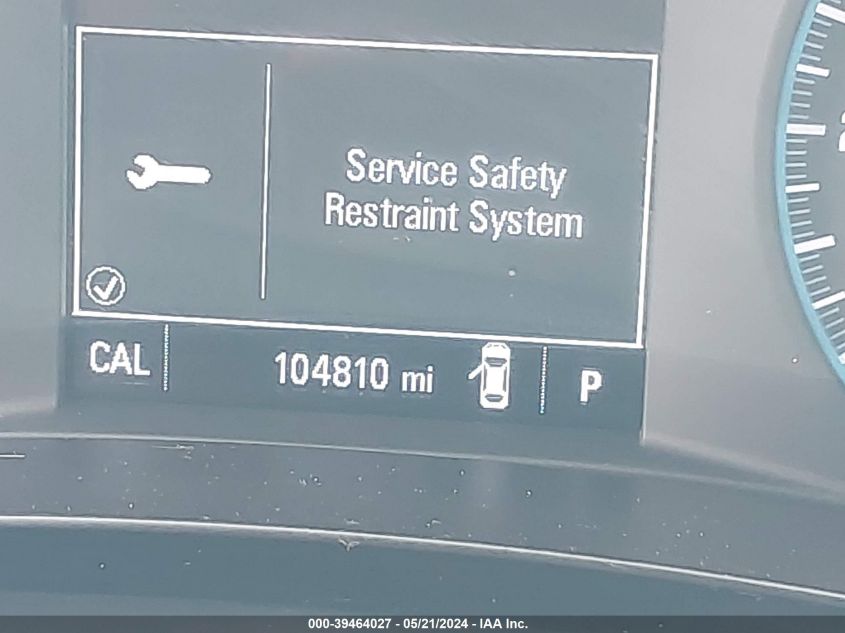 Service Safety
Restraint System
CAL 104810 mi P
000-39464027 - 05/21/2024 - IAA Inc.